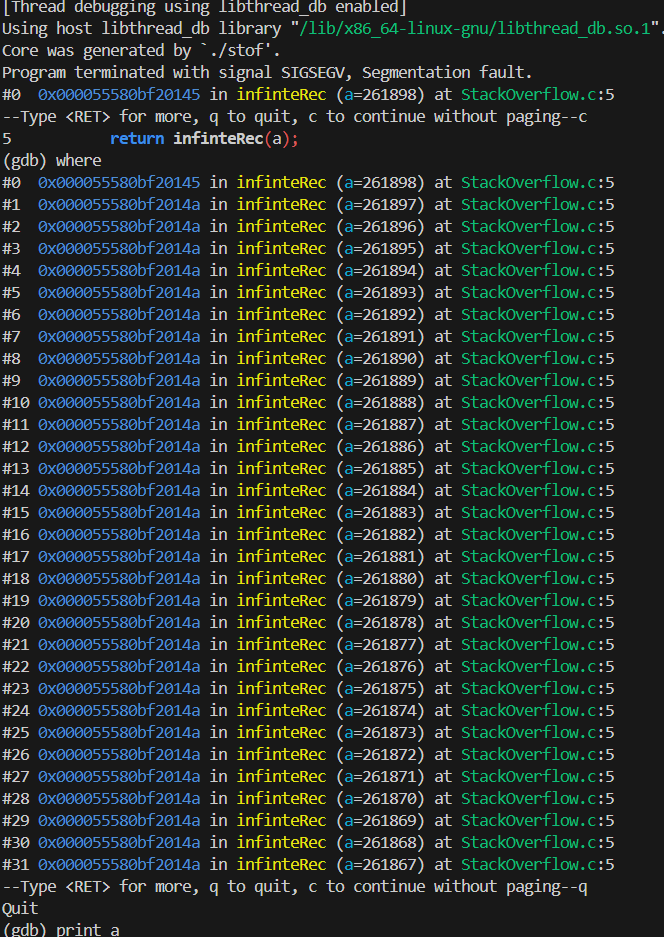 [Thread debugging using libthread_db enabled]
Using host libthread_db library "/lib/x86_64-linux-gnu/libthread_db.so.1".
Core was generated by `./stof'.
Program terminated with signal SIGSEGV, Segmentation fault.
#0  0x000055580bf20145 in infinteRec (a=261898) at StackOverflow.c:5
--Type <RET> for more, q to quit, c to continue without paging--c
5           return infinteRec(a);
(gdb) where
#0  0x000055580bf20145 in infinteRec (a=261898) at StackOverflow.c:5
#1  0x000055580bf2014a in infinteRec (a=261897) at StackOverflow.c:5
#2  0x000055580bf2014a in infinteRec (a=261896) at StackOverflow.c:5
#3  0x000055580bf2014a in infinteRec (a=261895) at StackOverflow.c:5
#4  0x000055580bf2014a in infinteRec (a=261894) at StackOverflow.c:5
#5  0x000055580bf2014a in infinteRec (a=261893) at StackOverflow.c:5
#6  0x000055580bf2014a in infinteRec (a=261892) at StackOverflow.c:5
#7  0x000055580bf2014a in infinteRec (a=261891) at StackOverflow.c:5
#8  0x000055580bf2014a in infinteRec (a=261890) at StackOverflow.c:5
#9  0x000055580bf2014a in infinteRec (a=261889) at StackOverflow.c:5
#10 0x000055580bf2014a in infinteRec (a=261888) at StackOverflow.c:5
#11 0x000055580bf2014a in infinteRec (a=261887) at StackOverflow.c:5
#12 0x000055580bf2014a in infinteRec (a=261886) at StackOverflow.c:5
#13 0x000055580bf2014a in infinteRec (a=261885) at StackOverflow.c:5
#14 0x000055580bf2014a in infinteRec (a=261884) at StackOverflow.c:5
#15 0x000055580bf2014a in infinteRec (a=261883) at StackOverflow.c:5
#16 0x000055580bf2014a in infinteRec (a=261882) at StackOverflow.c:5
#17 0x000055580bf2014a in infinteRec (a=261881) at StackOverflow.c:5
#18 0x000055580bf2014a in infinteRec (a=261880) at StackOverflow.c:5
#19 0x000055580bf2014a in infinteRec (a=261879) at StackOverflow.c:5
#20 0x000055580bf2014a in infinteRec (a=261878) at StackOverflow.c:5
#21 0x000055580bf2014a in infinteRec (a=261877) at StackOverflow.c:5
#22 0x000055580bf2014a in infinteRec (a=261876) at StackOverflow.c:5
#23 0x000055580bf2014a in infinteRec (a=261875) at StackOverflow.c:5
#24 0x000055580bf2014a in infinteRec (a=261874) at StackOverflow.c:5
#25 0x000055580bf2014a in infinteRec (a=261873) at StackOverflow.c:5
#26 0x000055580bf2014a in infinteRec (a=261872) at StackOverflow.c:5
#27 0x000055580bf2014a in infinteRec (a=261871) at StackOverflow.c:5
#28 0x000055580bf2014a in infinteRec (a=261870) at StackOverflow.c:5
#29 0x000055580bf2014a in infinteRec (a=261869) at StackOverflow.c:5
#30 0x000055580bf2014a in infinteRec (a=261868) at StackOverflow.c:5
#31 0x000055580bf2014a in infinteRec (a=261867) at StackOverflow.c:5
--Type <RET> for more, q to quit, c to continue without paging--q
Quit
(gdb) print a